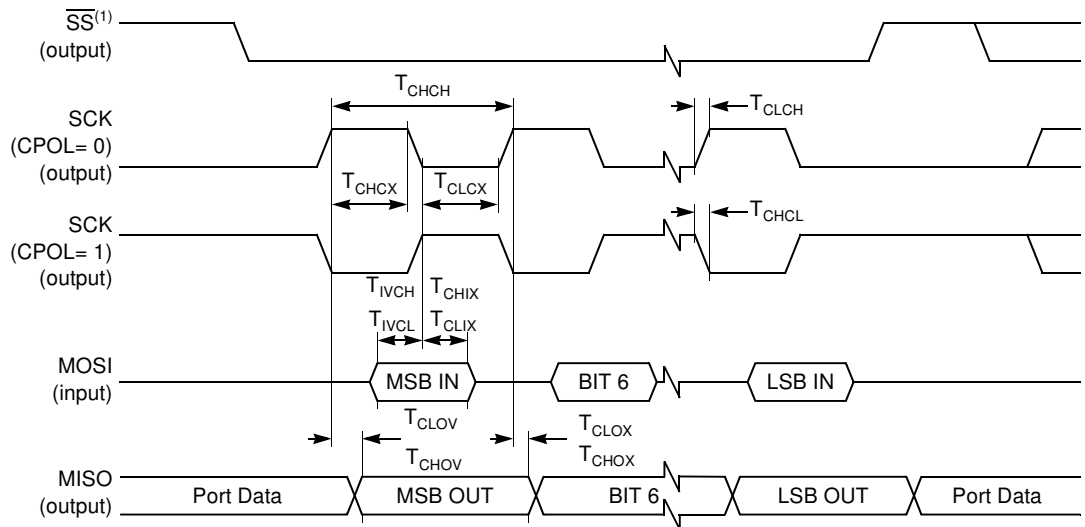 SS(1)
(output)
TCHCH
TCLCH
SCK
(CPOL= 0)
(output)
TCHCX
TCLCX
TCHCL
SCK
(CPOL= 1)
(output)
TIVCH
TCHIX
TIVCL
TCLIX
MOSI
(input)
MSB IN
BIT 6
LSB IN
TCLOV
TCLOX
TCHOV
TCHOX
MISO
(output)
Port Data
MSB OUT
BIT 6
LSB OUT
Port Data